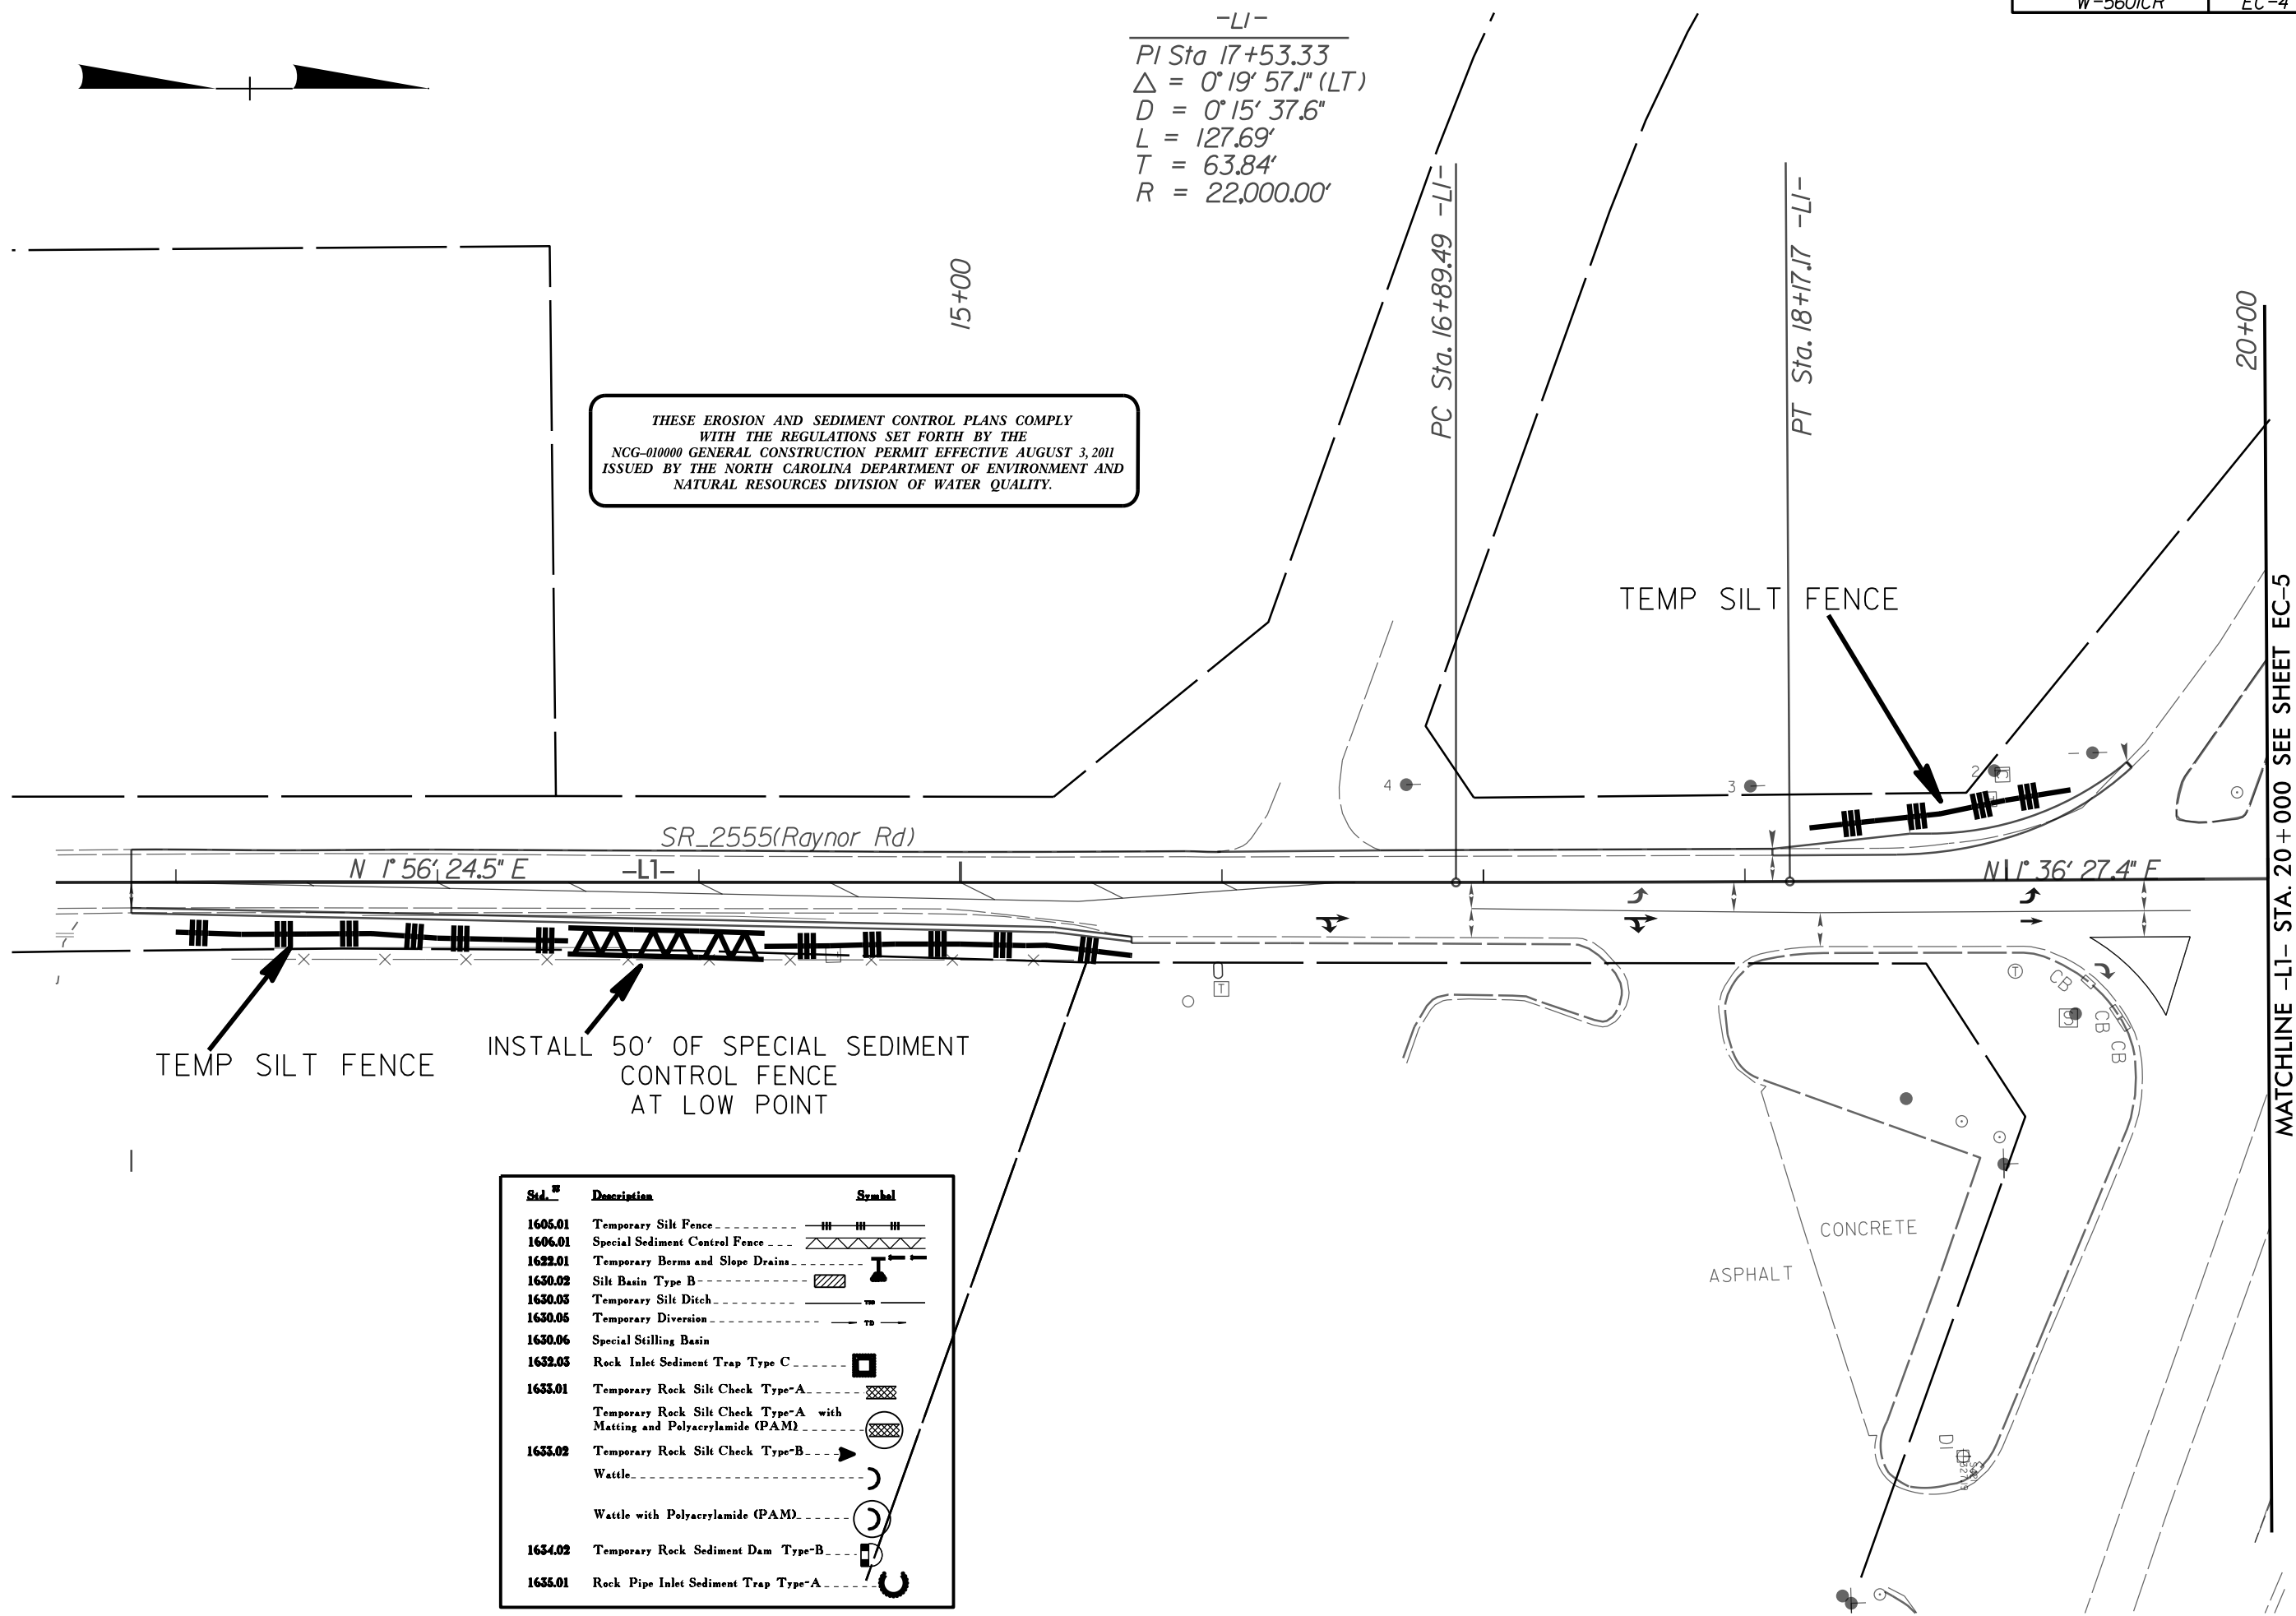 W-5601CR EC-4
-L1-
PI Sta 17+53.33
△ = 0° 19' 57.1" (LT)
D = 0° 15' 37.6"
L = 127.69'
T = 63.84'
R = 22,000.00'
15+00
PC Sta. 16+89.49 -L1-
PT Sta. 18+17.17 -L1-
20+00
THESE EROSION AND SEDIMENT CONTROL PLANS COMPLY
WITH THE REGULATIONS SET FORTH BY THE
NCG-010000 GENERAL CONSTRUCTION PERMIT EFFECTIVE AUGUST 3, 2011
ISSUED BY THE NORTH CAROLINA DEPARTMENT OF ENVIRONMENT AND
NATURAL RESOURCES DIVISION OF WATER QUALITY.
TEMP SILT FENCE
MATCHLINE -L1- STA. 20+000 SEE SHEET EC-5
4
3
2
SR_2555(Raynor Rd)
N 1° 56' 24.5" E
-L1-
N 1° 36' 27.4" E
TEMP SILT FENCE
INSTALL 50' OF SPECIAL SEDIMENT
CONTROL FENCE
AT LOW POINT
T
T
CB
S
CB
CB
CONCRETE
ASPHALT
DI
Std. # Description Symbol
1605.01 Temporary Silt Fence
1606.01 Special Sediment Control Fence
1622.01 Temporary Berms and Slope Drains
1630.02 Silt Basin Type B
1630.03 Temporary Silt Ditch TSD
1630.05 Temporary Diversion TD
1630.06 Special Stilling Basin
1632.03 Rock Inlet Sediment Trap Type C
1633.01 Temporary Rock Silt Check Type-A
Temporary Rock Silt Check Type-A with
Matting and Polyacrylamide (PAM)
1633.02 Temporary Rock Silt Check Type-B
Wattle
Wattle with Polyacrylamide (PAM)
1634.02 Temporary Rock Sediment Dam Type-B
1635.01 Rock Pipe Inlet Sediment Trap Type-A